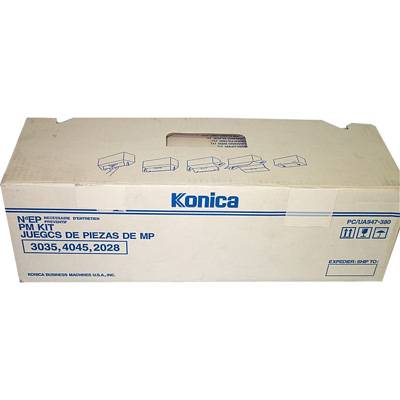 Konica
NºEP NECESSAIRE D'ENTRETIEN PREVENTIF
PM KIT
JUEGCS DE PIEZAS DE MP
3035,4045,2028
KONICA BUSINESS MACHINES U.S.A., INC.
PC/UA947-380
EXPEDIER: SHIP TO: